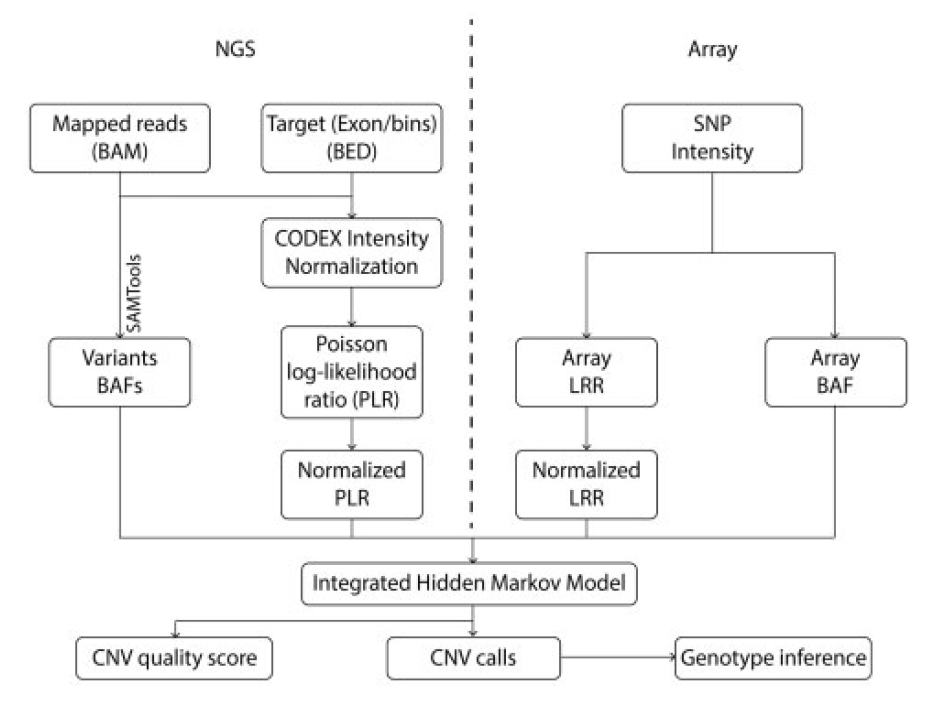 NGS
Array
Mapped reads
(BAM)
Target (Exon/bins)
(BED)
SNP
Intensity
CODEX Intensity
Normalization
SAMTools
Variants
BAFs
Poisson
log-likelihood
ratio (PLR)
Array
LRR
Array
BAF
Normalized
PLR
Normalized
LRR
Integrated Hidden Markov Model
CNV quality score
CNV calls
Genotype inference